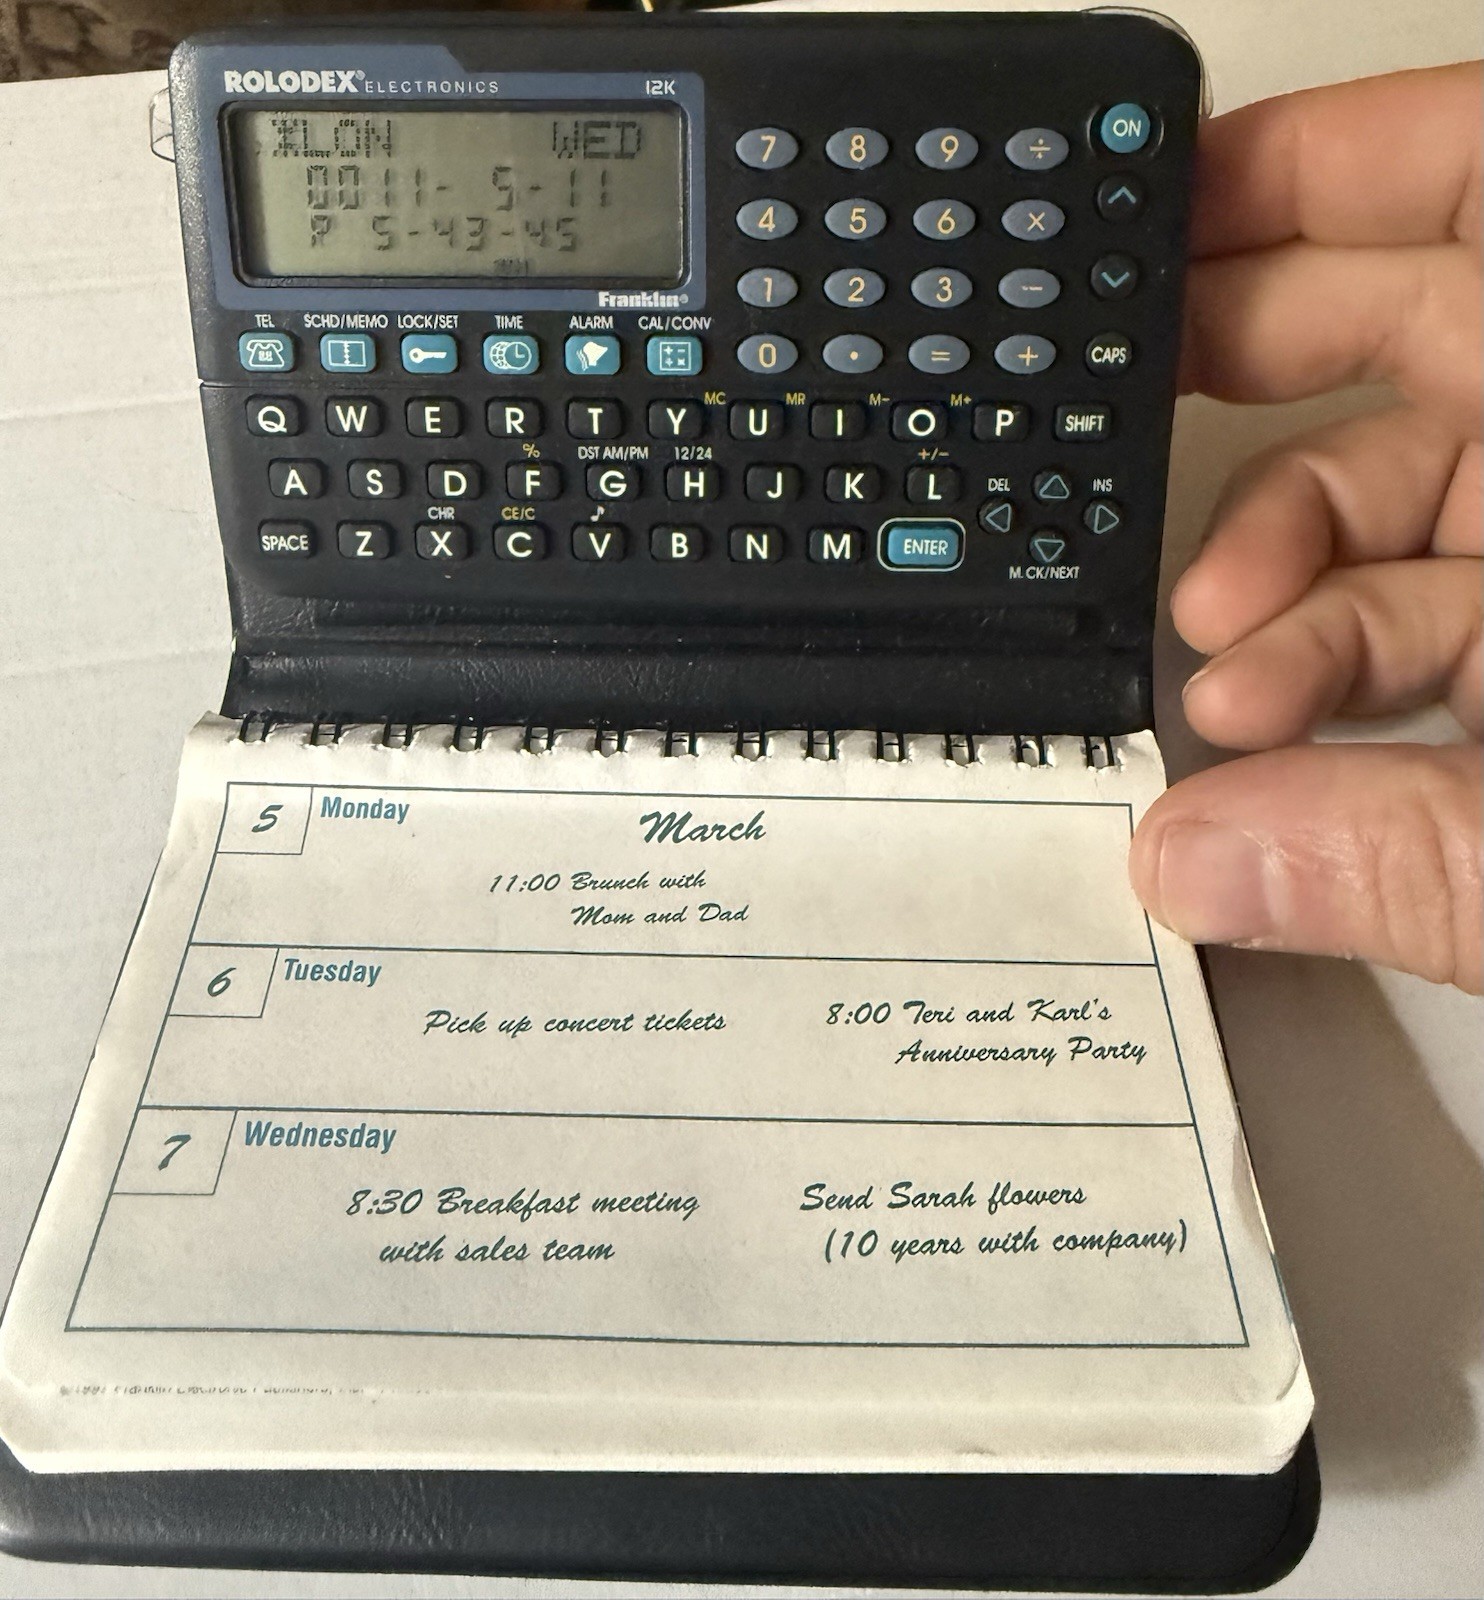 ROLODEX® ELECTRONICS 12K
WED
0011- 5-11
P 5-43-45
Franklin®
ON
7 8 9 ÷
4 5 6 ×
1 2 3 −
0 . = +
CAPS
TEL SCHD/MEMO LOCK/SET TIME ALARM CAL/CONV
MC MR M- M+
Q W E R T Y U I O P SHIFT
% DST AM/PM 12/24 +/-
A S D F G H J K L
DEL INS
CHR CE/C ♪
SPACE Z X C V B N M ENTER
M.CK/NEXT
5 Monday
March
11:00 Brunch with
Mom and Dad
6 Tuesday
Pick up concert tickets
8:00 Teri and Karl's
Anniversary Party
7 Wednesday
8:30 Breakfast meeting
with sales team
Send Sarah flowers
(10 years with company)